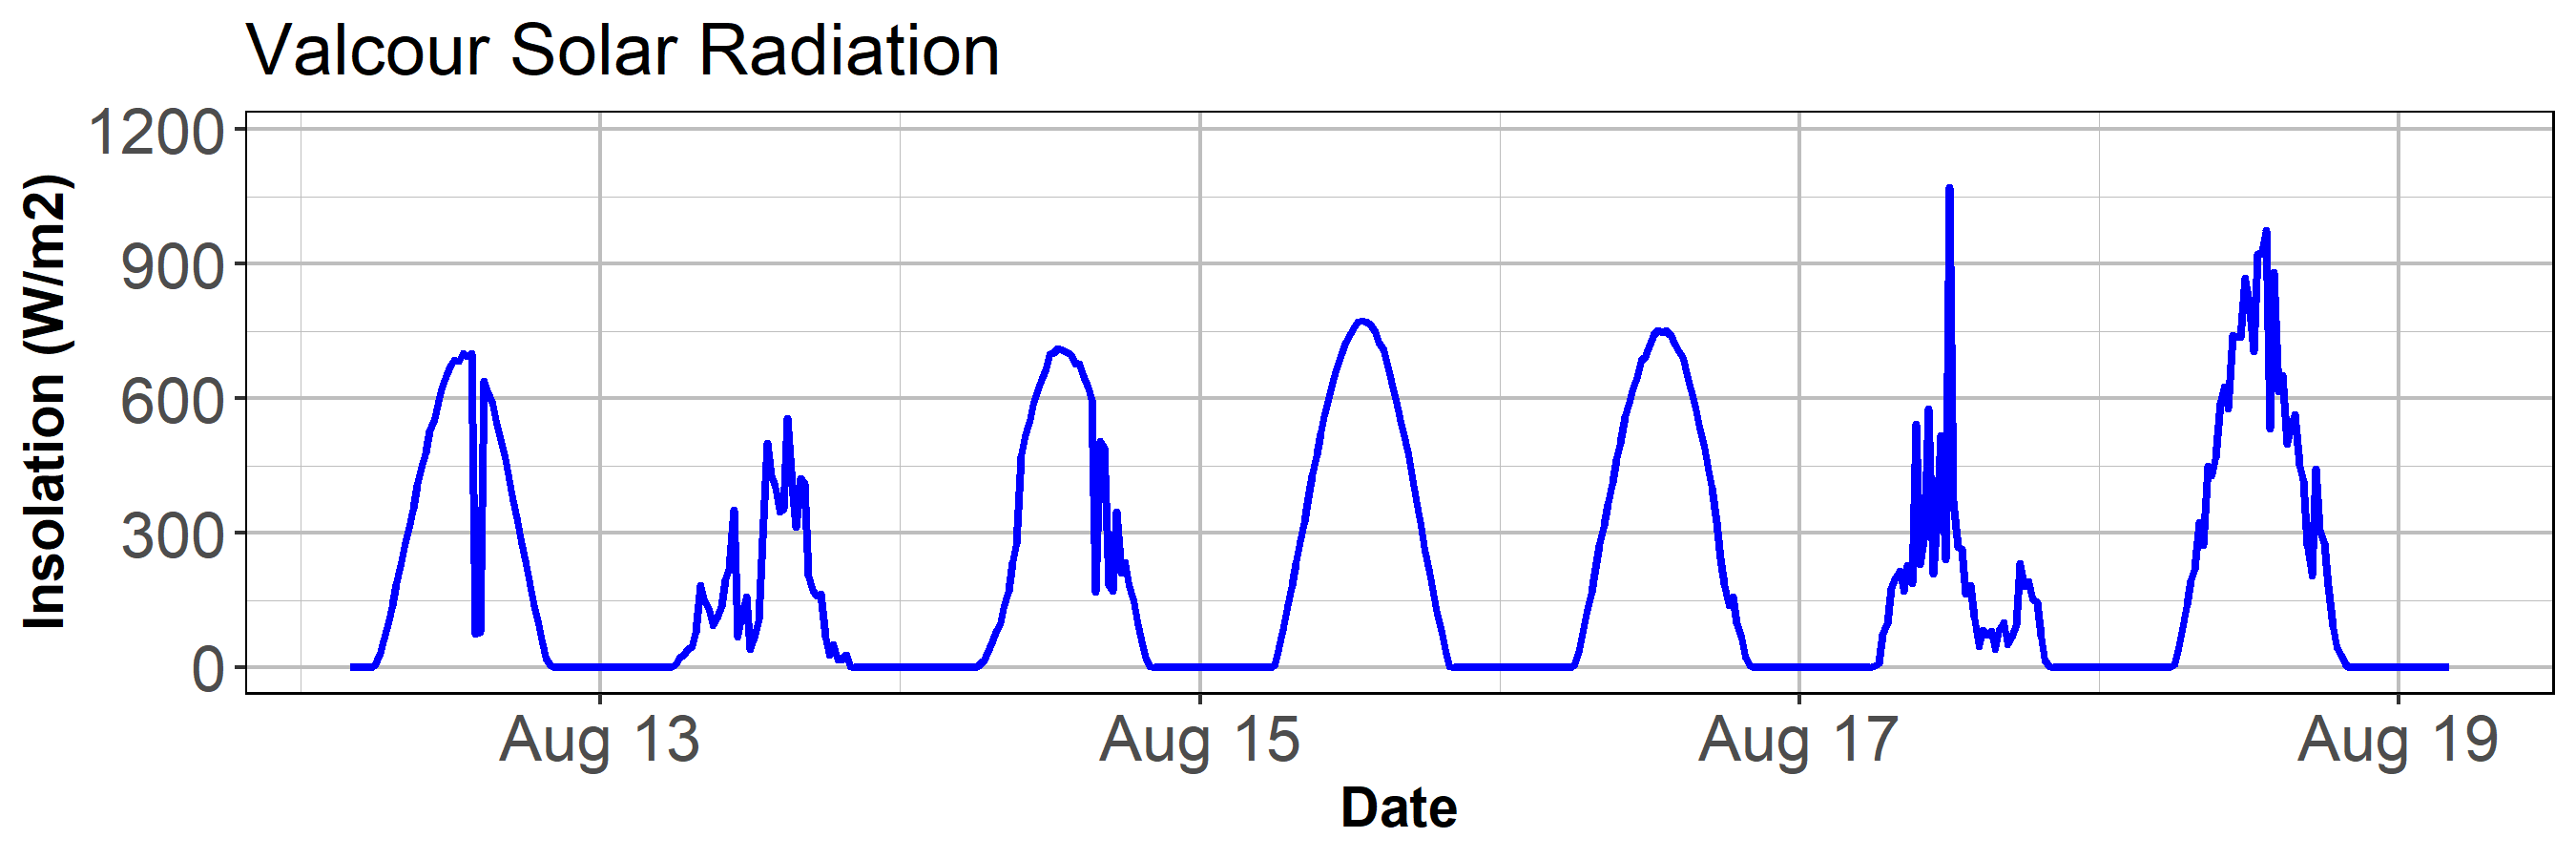 Valcour Solar Radiation
1200
900
600
300
0
Insolation (W/m2)
Aug 13
Aug 15
Aug 17
Aug 19
Date